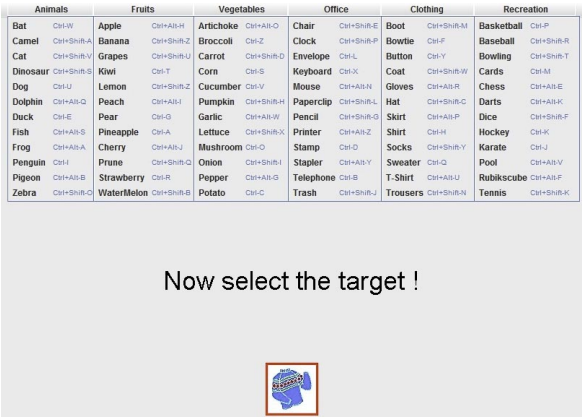 Animals Fruits Vegetables Office Clothing Recreation
Bat Ctrl-W Apple Ctrl+Alt-H Artichoke Ctrl+Alt-O Chair Ctrl+Shift-E Boot Ctrl+Shift-M Basketball Ctrl-P
Camel Ctrl+Shift-A Banana Ctrl+Shift-Z Broccoli Ctrl-Z Clock Ctrl+Shift-P Bowtie Ctrl-F Baseball Ctrl+Shift-R
Cat Ctrl+Shift-V Grapes Ctrl+Shift-U Carrot Ctrl+Shift-D Envelope Ctrl-L Button Ctrl-Y Bowling Ctrl+Shift-T
Dinosaur Ctrl+Shift-S Kiwi Ctrl-T Corn Ctrl-S Keyboard Ctrl-X Coat Ctrl+Shift-W Cards Ctrl-M
Dog Ctrl-U Lemon Ctrl+Shift-Z Cucumber Ctrl-V Mouse Ctrl+Alt-N Gloves Ctrl+Alt-R Chess Ctrl+Alt-E
Dolphin Ctrl+Alt-Q Peach Ctrl+Alt-I Pumpkin Ctrl+Shift-H Paperclip Ctrl+Shift-L Hat Ctrl+Shift-C Darts Ctrl+Alt-K
Duck Ctrl-E Pear Ctrl-G Garlic Ctrl+Alt-W Pencil Ctrl+Shift-G Skirt Ctrl+Alt-P Dice Ctrl+Shift-F
Fish Ctrl+Alt-S Pineapple Ctrl-A Lettuce Ctrl+Shift-X Printer Ctrl+Alt-Z Shirt Ctrl-H Hockey Ctrl-K
Frog Ctrl+Alt-A Cherry Ctrl+Alt-J Mushroom Ctrl-O Stamp Ctrl-D Socks Ctrl+Shift-Y Karate Ctrl-J
Penguin Ctrl-I Prune Ctrl+Shift-Q Onion Ctrl+Shift-I Stapler Ctrl+Alt-Y Sweater Ctrl-Q Pool Ctrl+Alt-V
Pigeon Ctrl+Alt-B Strawberry Ctrl-R Pepper Ctrl+Alt-G Telephone Ctrl-B T-Shirt Ctrl+Alt-U Rubikscube Ctrl+Alt-F
Zebra Ctrl+Shift-O WaterMelon Ctrl+Shift-B Potato Ctrl-C Trash Ctrl+Shift-J Trousers Ctrl+Shift-N Tennis Ctrl+Shift-K
Now select the target !